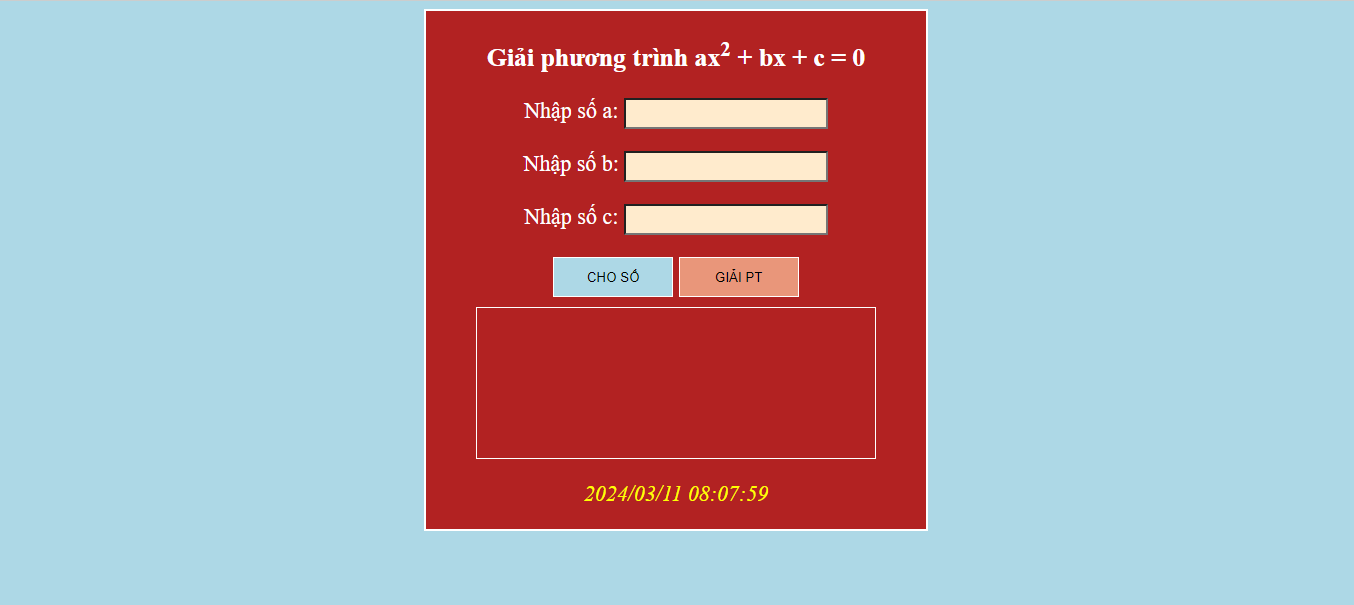 Giải phương trình ax² + bx + c = 0
Nhập số a:
Nhập số b:
Nhập số c:
CHO SỐ GIẢI PT
2024/03/11 08:07:59